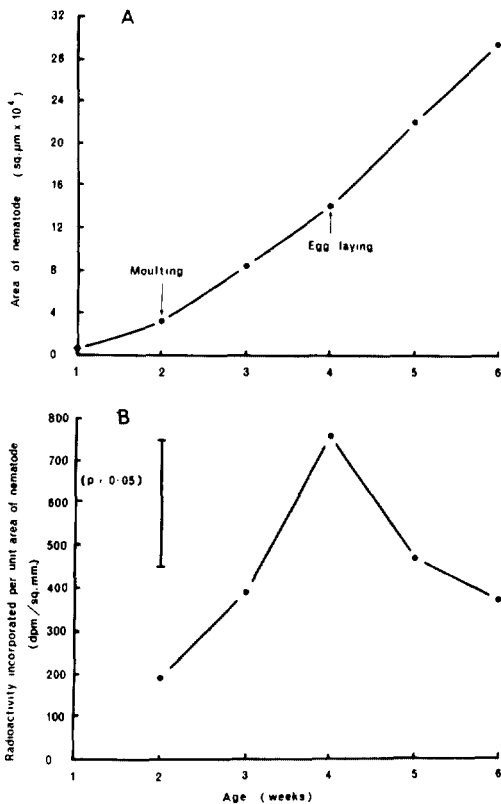 A
Area of nematode (sq.µm x 10⁴)
32
28
24
20
16
12
8
4
0
Moulting
Egg laying
1 2 3 4 5 6
B
Radioactivity incorporated per unit area of nematode
(dpm/sq.mm.)
800
700
600
500
400
300
200
100
0
(p = 0·05)
1 2 3 4 5 6
Age (weeks)